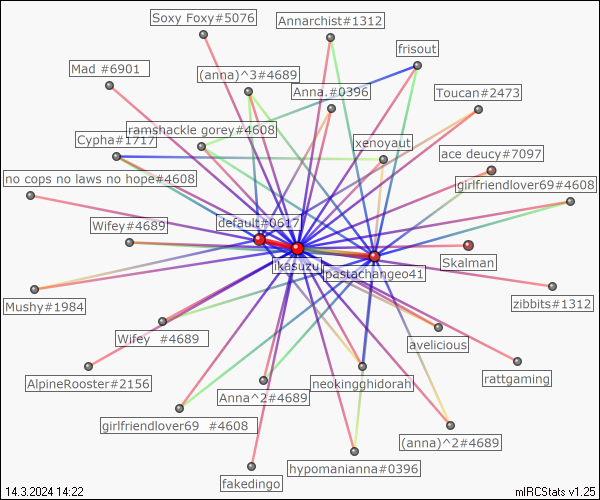 Soxy Foxy#5076
Annarchist#1312
frisout
Mad #6901
(anna)^3#4689
Anna.#0396
Toucan#2473
ramshackle gorey#4608
Cypha#1717
xenoyaut
ace deucy#7097
no cops no laws no hope#4608
girlfriendlover69#4608
Wifey#4689
default#0617
ikasuzu
pastachangeo41
Skalman
Mushy#1984
zibbits#1312
Wifey #4689
avelicious
AlpineRooster#2156
Anna^2#4689
neokingghidorah
rattgaming
girlfriendlover69 #4608
(anna)^2#4689
fakedingo
hypomanianna#0396
14.3.2024 14:22
mIRCStats v1.25